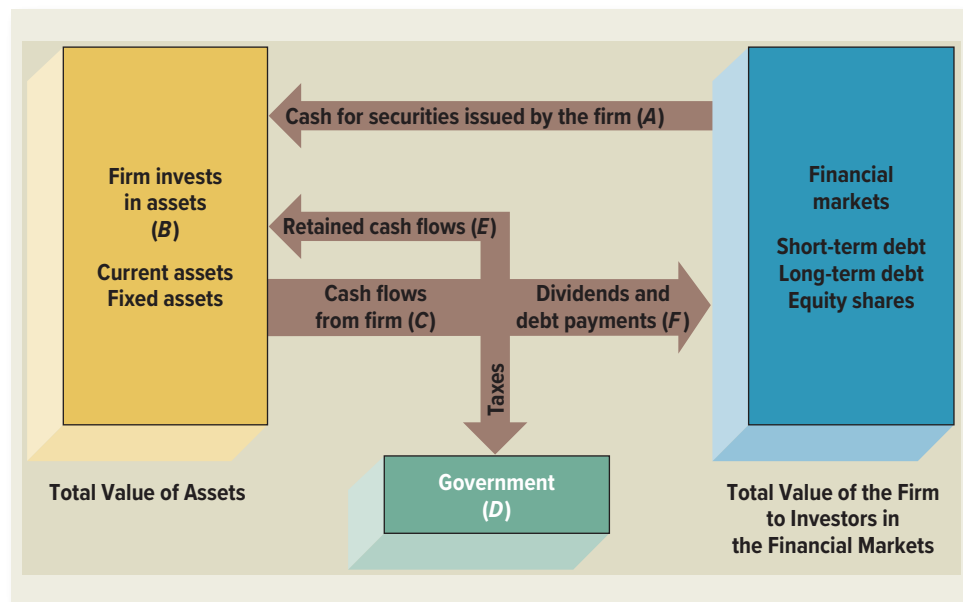 Cash for securities issued by the firm (A)
Firm invests
in assets
(B)
Current assets
Fixed assets
Financial
markets
Short-term debt
Long-term debt
Equity shares
Retained cash flows (E)
Cash flows
from firm (C)
Dividends and
debt payments (F)
Taxes
Government
(D)
Total Value of Assets
Total Value of the Firm
to Investors in
the Financial Markets